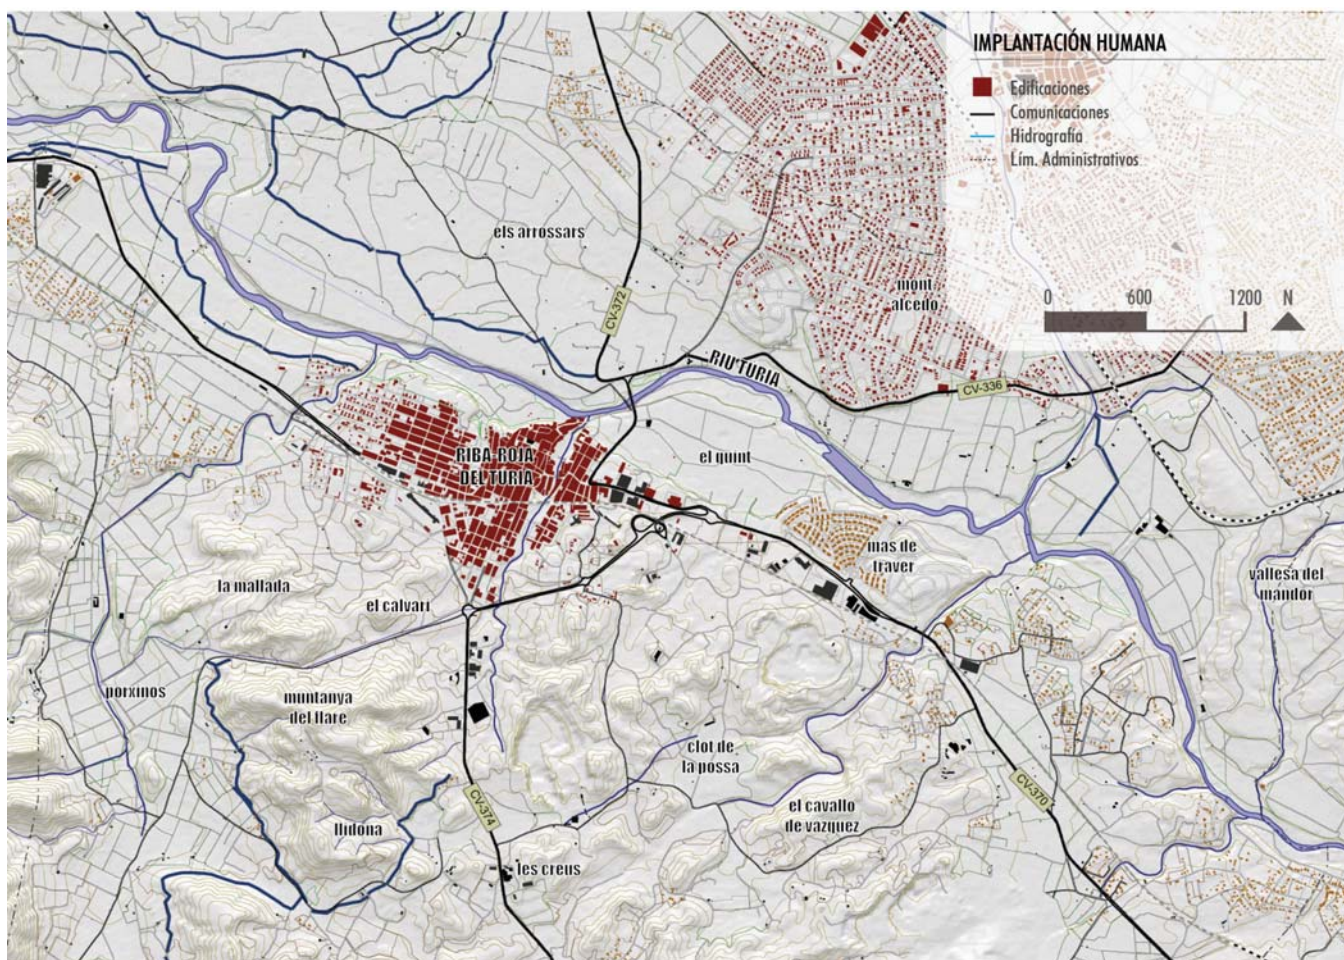 IMPLANTACIÓN HUMANA
Edificaciones
Comunicaciones
Hidrografía
Lím. Administrativos
0 600 1200 N
els arrossars
mont
alcedo
CV-372
RIU TURIA
CV-336
RIBA-ROJA
DEL TURIA
el quint
mas de
traver
vallesa del
mandor
la mallada
el calvari
porxinos
muntanya
del flare
clot de
la possa
llidona
CV-374
el cavallo
de vazquez
CV-370
les creus